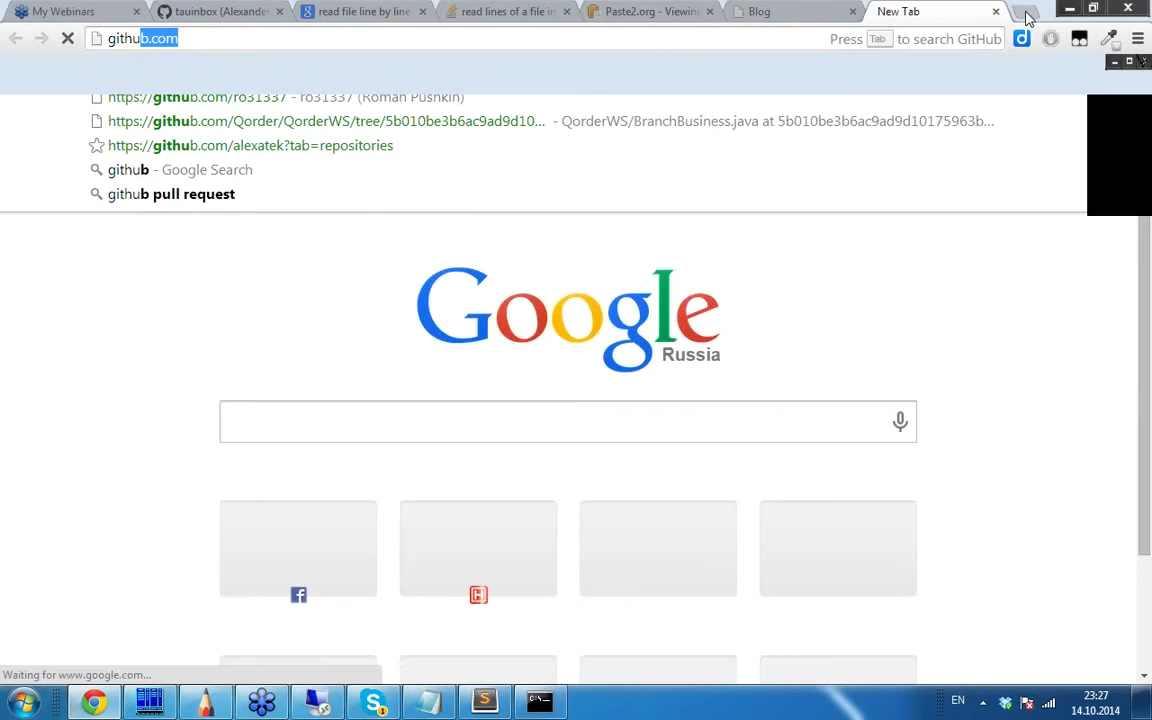 My Webinars
tauinbox (Alexander
read file line by line
read lines of a file in
Paste2.org - Viewing
Blog
New Tab
github.com
Press Tab to search GitHub
https://github.com/ro31337 - ro31337 (Roman Pushkin)
https://github.com/Qorder/QorderWS/tree/5b010be3b6ac9ad9d10... - QorderWS/BranchBusiness.java at 5b010be3b6ac9ad9d10175963b...
https://github.com/alexatek?tab=repositories
github - Google Search
github pull request
Google
Russia
Waiting for www.google.com...
EN
23:27
14.10.2014